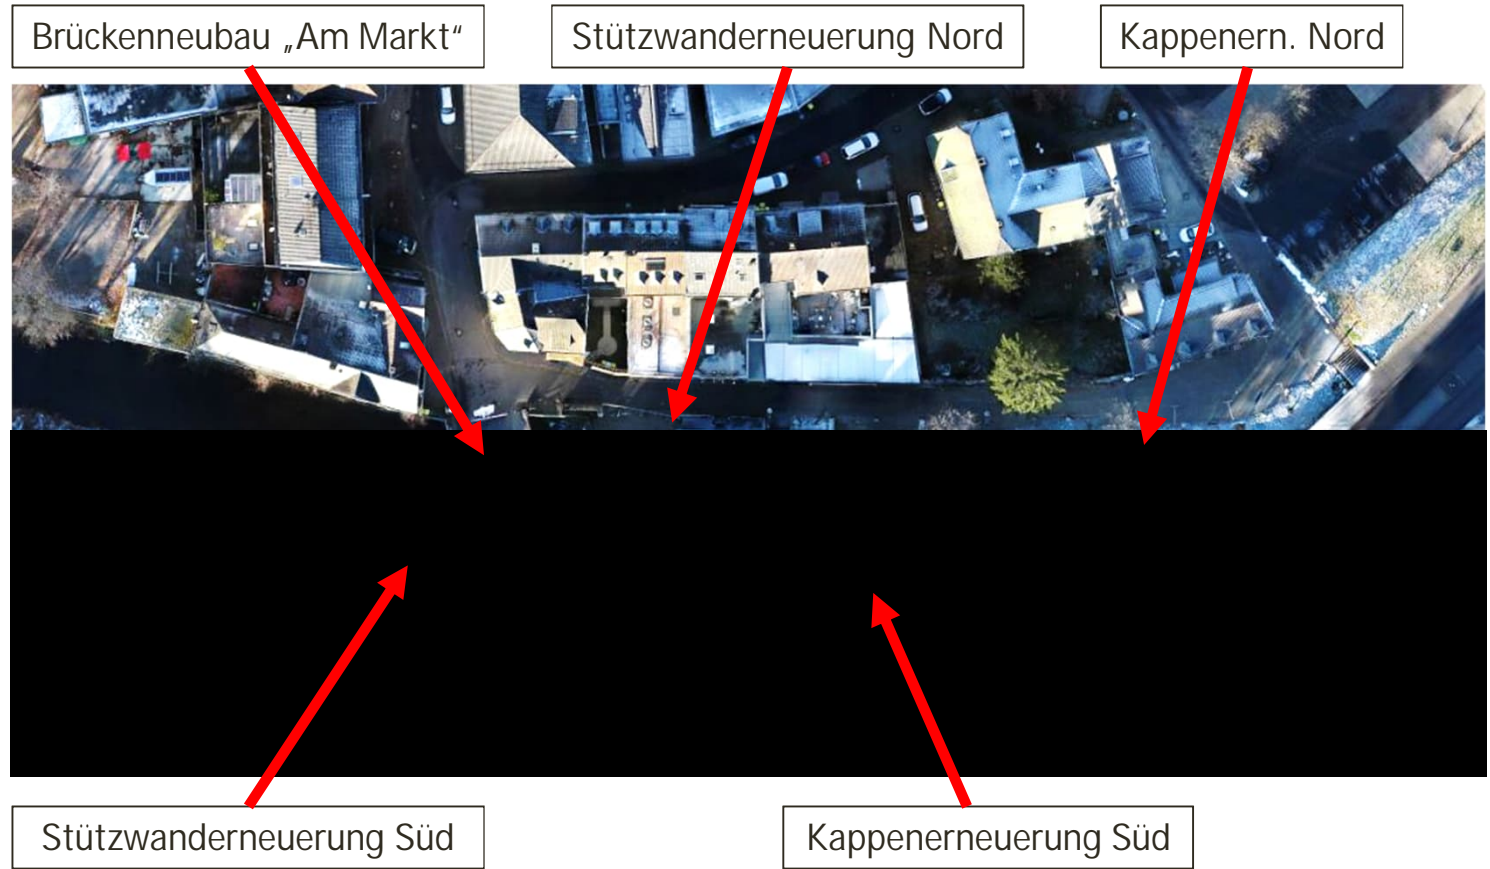 Brückenneubau „Am Markt“
Stützwanderneuerung Nord
Kappenern. Nord
Stützwanderneuerung Süd
Kappenerneuerung Süd